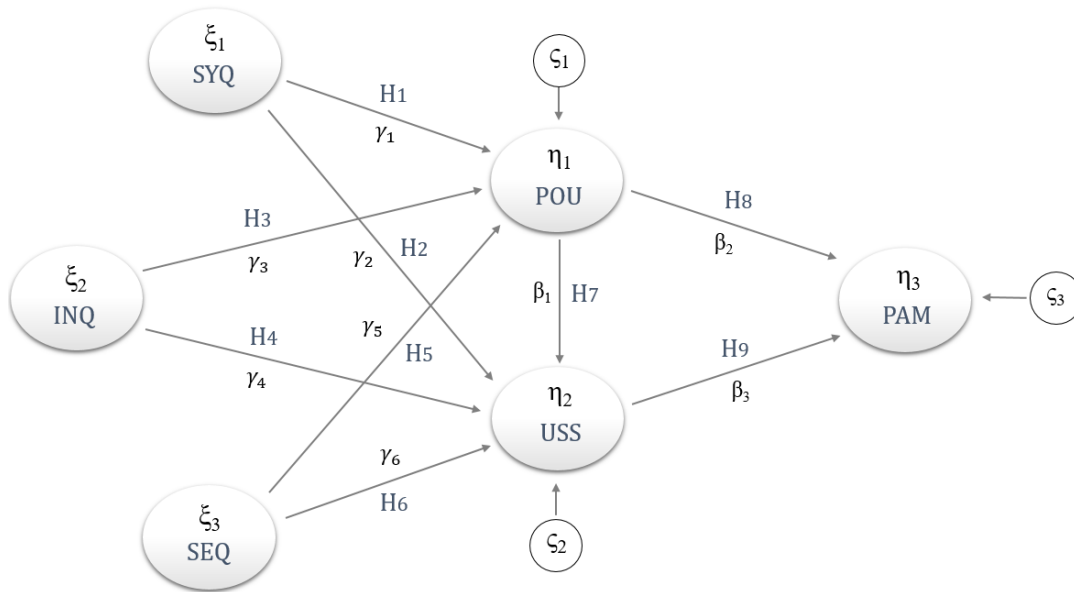 ξ₁
SYQ
ς₁
H1
γ₁
η₁
POU
H3
γ₃
H2
γ₂
H8
β₂
ξ₂
INQ
β₁
H7
η₃
PAM
ς₃
γ₅
H5
H4
γ₄
H9
β₃
η₂
USS
γ₆
H6
ξ₃
SEQ
ς₂